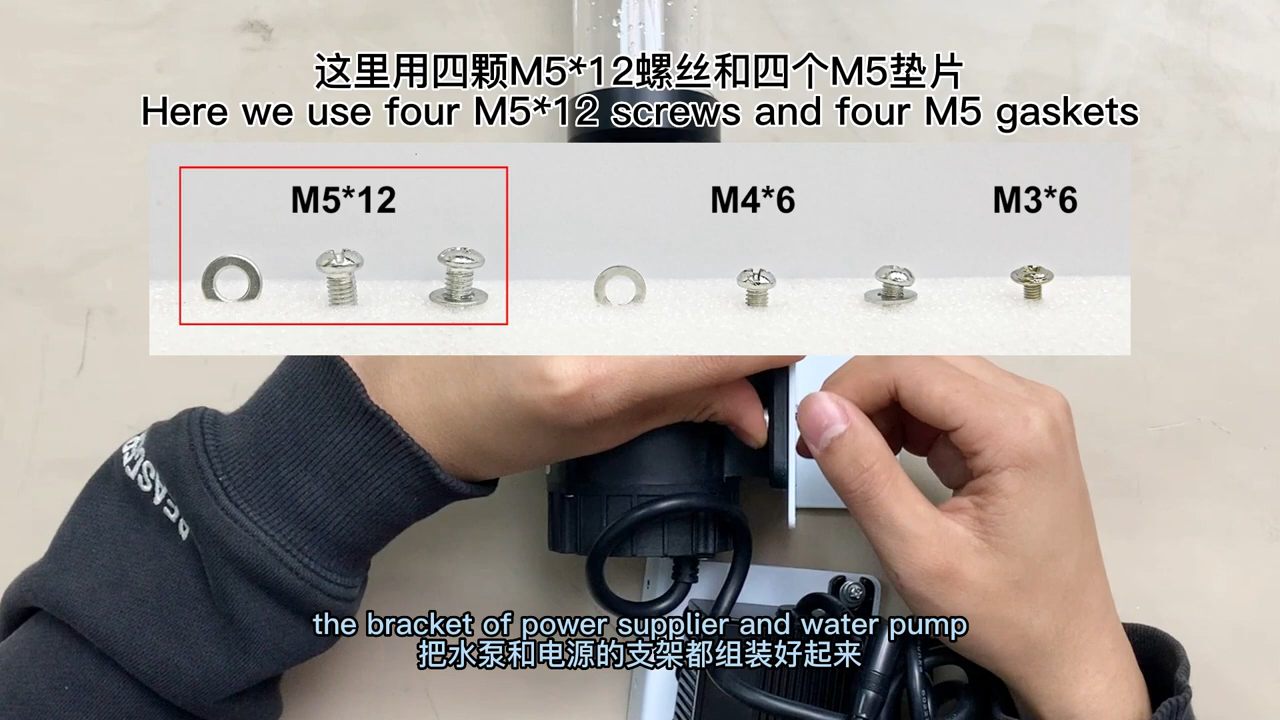 这里用四颗M5*12螺丝和四个M5垫片
Here we use four M5*12 screws and four M5 gaskets
M5*12
M4*6
M3*6
the bracket of power supplier and water pump
把水泵和电源的支架都组装好起来